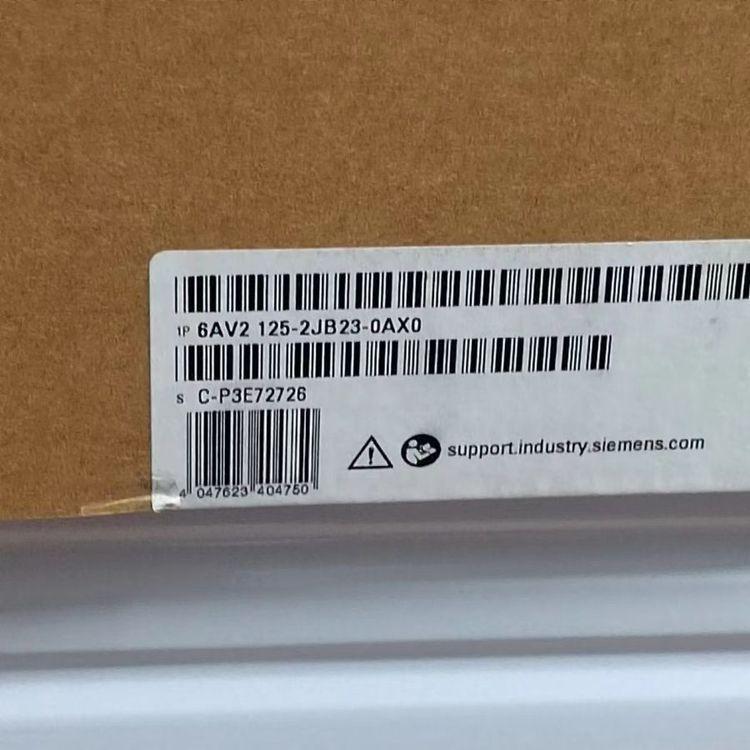 1P 6AV2 125-2JB23-0AX0
S C-P3E72726
4 047623 404750
support.industry.siemens.com